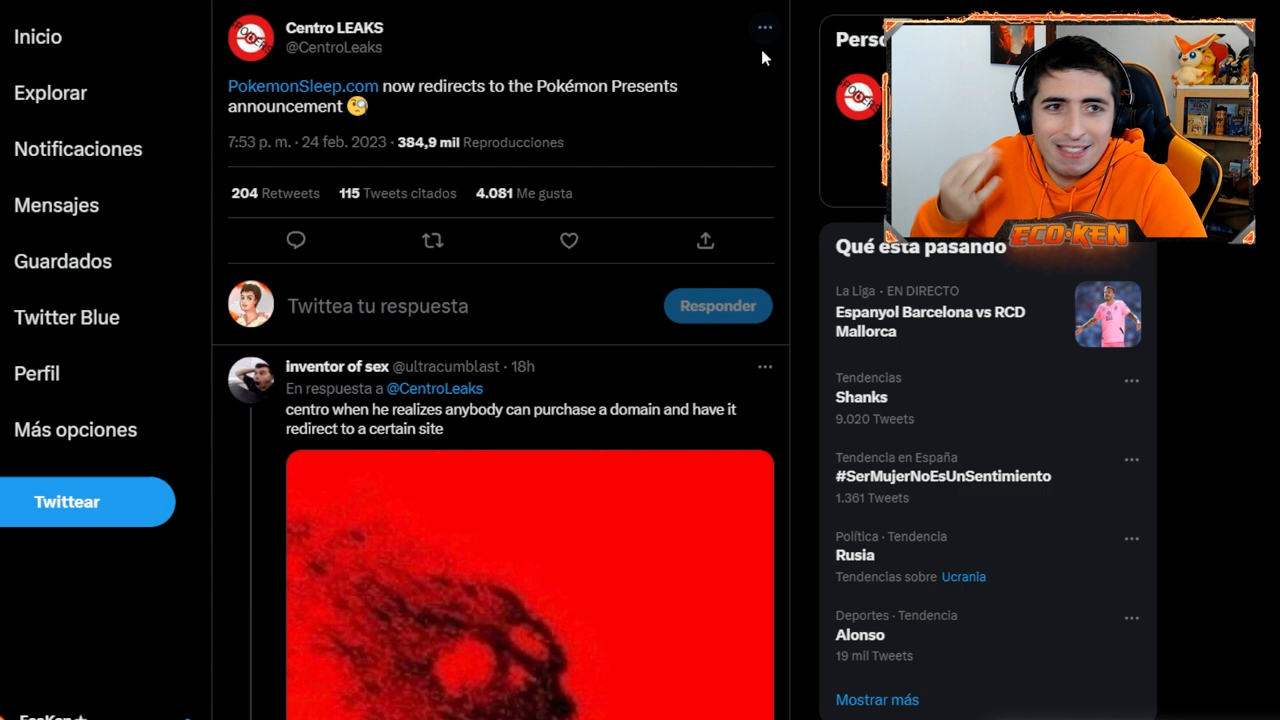 Inicio
Explorar
Notificaciones
Mensajes
Guardados
Twitter Blue
Perfil
Más opciones
Twittear
Centro LEAKS
@CentroLeaks
PokemonSleep.com now redirects to the Pokémon Presents
announcement
7:53 p. m. · 24 feb. 2023 · 384,9 mil Reproducciones
204 Retweets 115 Tweets citados 4.081 Me gusta
Twittea tu respuesta
Responder
inventor of sex @ultracumblast · 18h
En respuesta a @CentroLeaks
centro when he realizes anybody can purchase a domain and have it
redirect to a certain site
ECO·KEN
Qué está pasando
La Liga · EN DIRECTO
Espanyol Barcelona vs RCD
Mallorca
Tendencias
Shanks
9.020 Tweets
Tendencia en España
#SerMujerNoEsUnSentimiento
1.361 Tweets
Política · Tendencia
Rusia
Tendencias sobre Ucrania
Deportes · Tendencia
Alonso
19 mil Tweets
Mostrar más